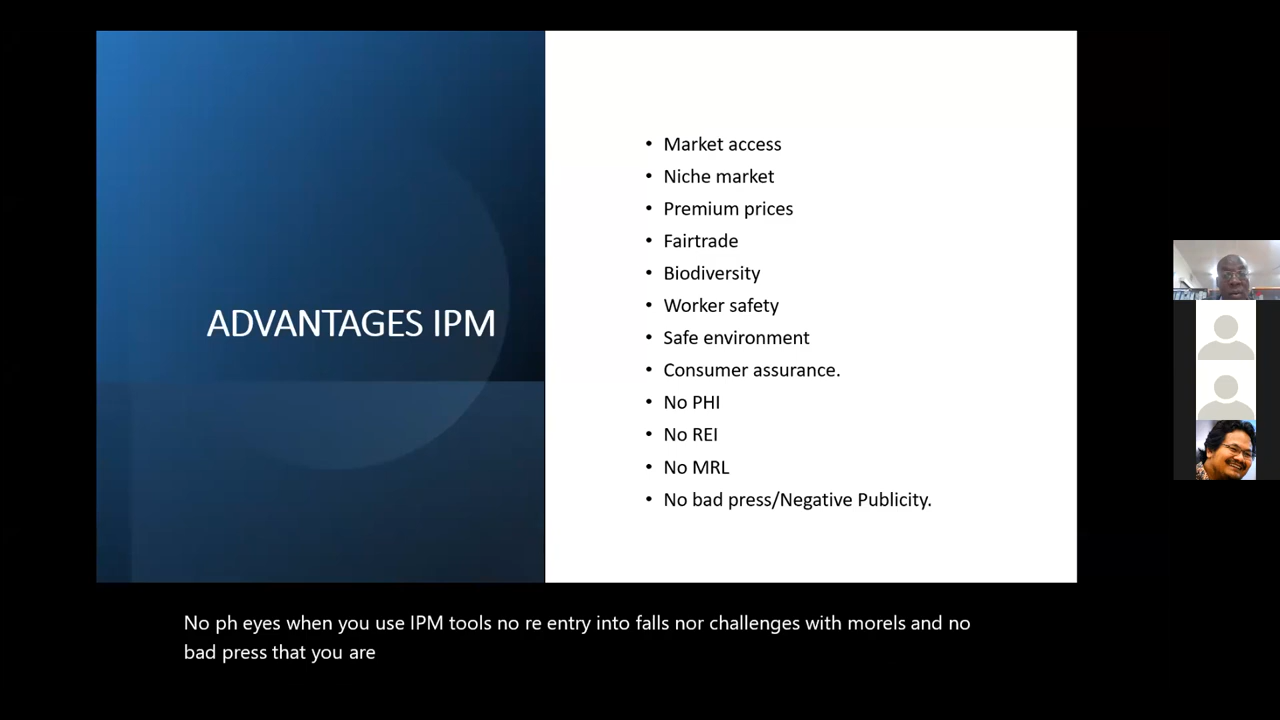 ADVANTAGES IPM
• Market access
• Niche market
• Premium prices
• Fairtrade
• Biodiversity
• Worker safety
• Safe environment
• Consumer assurance.
• No PHI
• No REI
• No MRL
• No bad press/Negative Publicity.
No ph eyes when you use IPM tools no re entry into falls nor challenges with morels and no
bad press that you are